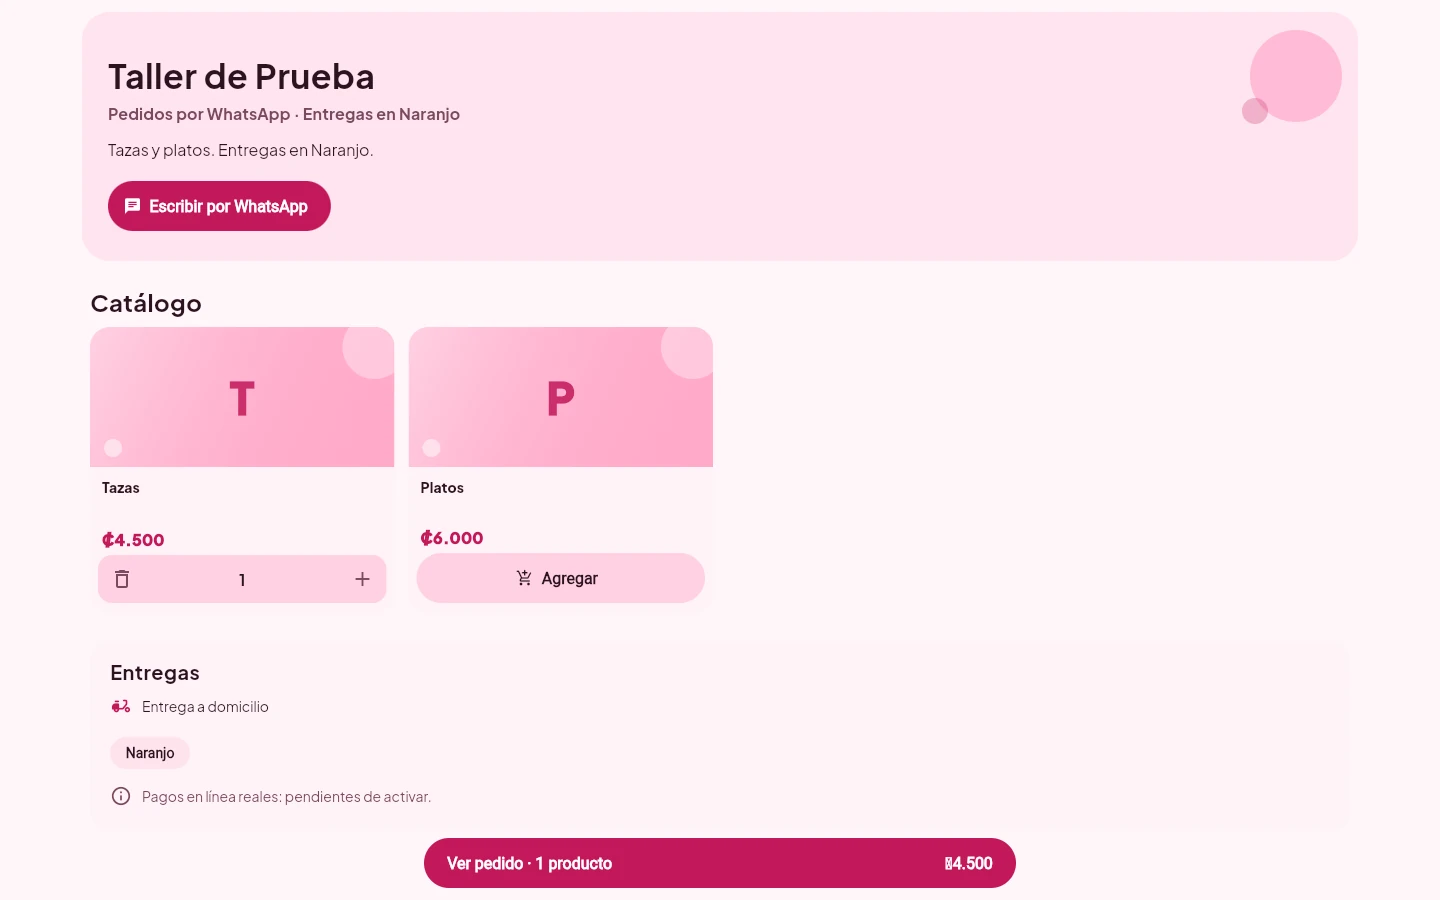 Taller de Prueba
Pedidos por WhatsApp · Entregas en Naranjo
Tazas y platos. Entregas en Naranjo.
Escribir por WhatsApp
Catálogo
T
P
Tazas
Platos
₡4.500
₡6.000
1
Agregar
Entregas
Entrega a domicilio
Naranjo
Pagos en línea reales: pendientes de activar.
Ver pedido · 1 producto
4.500